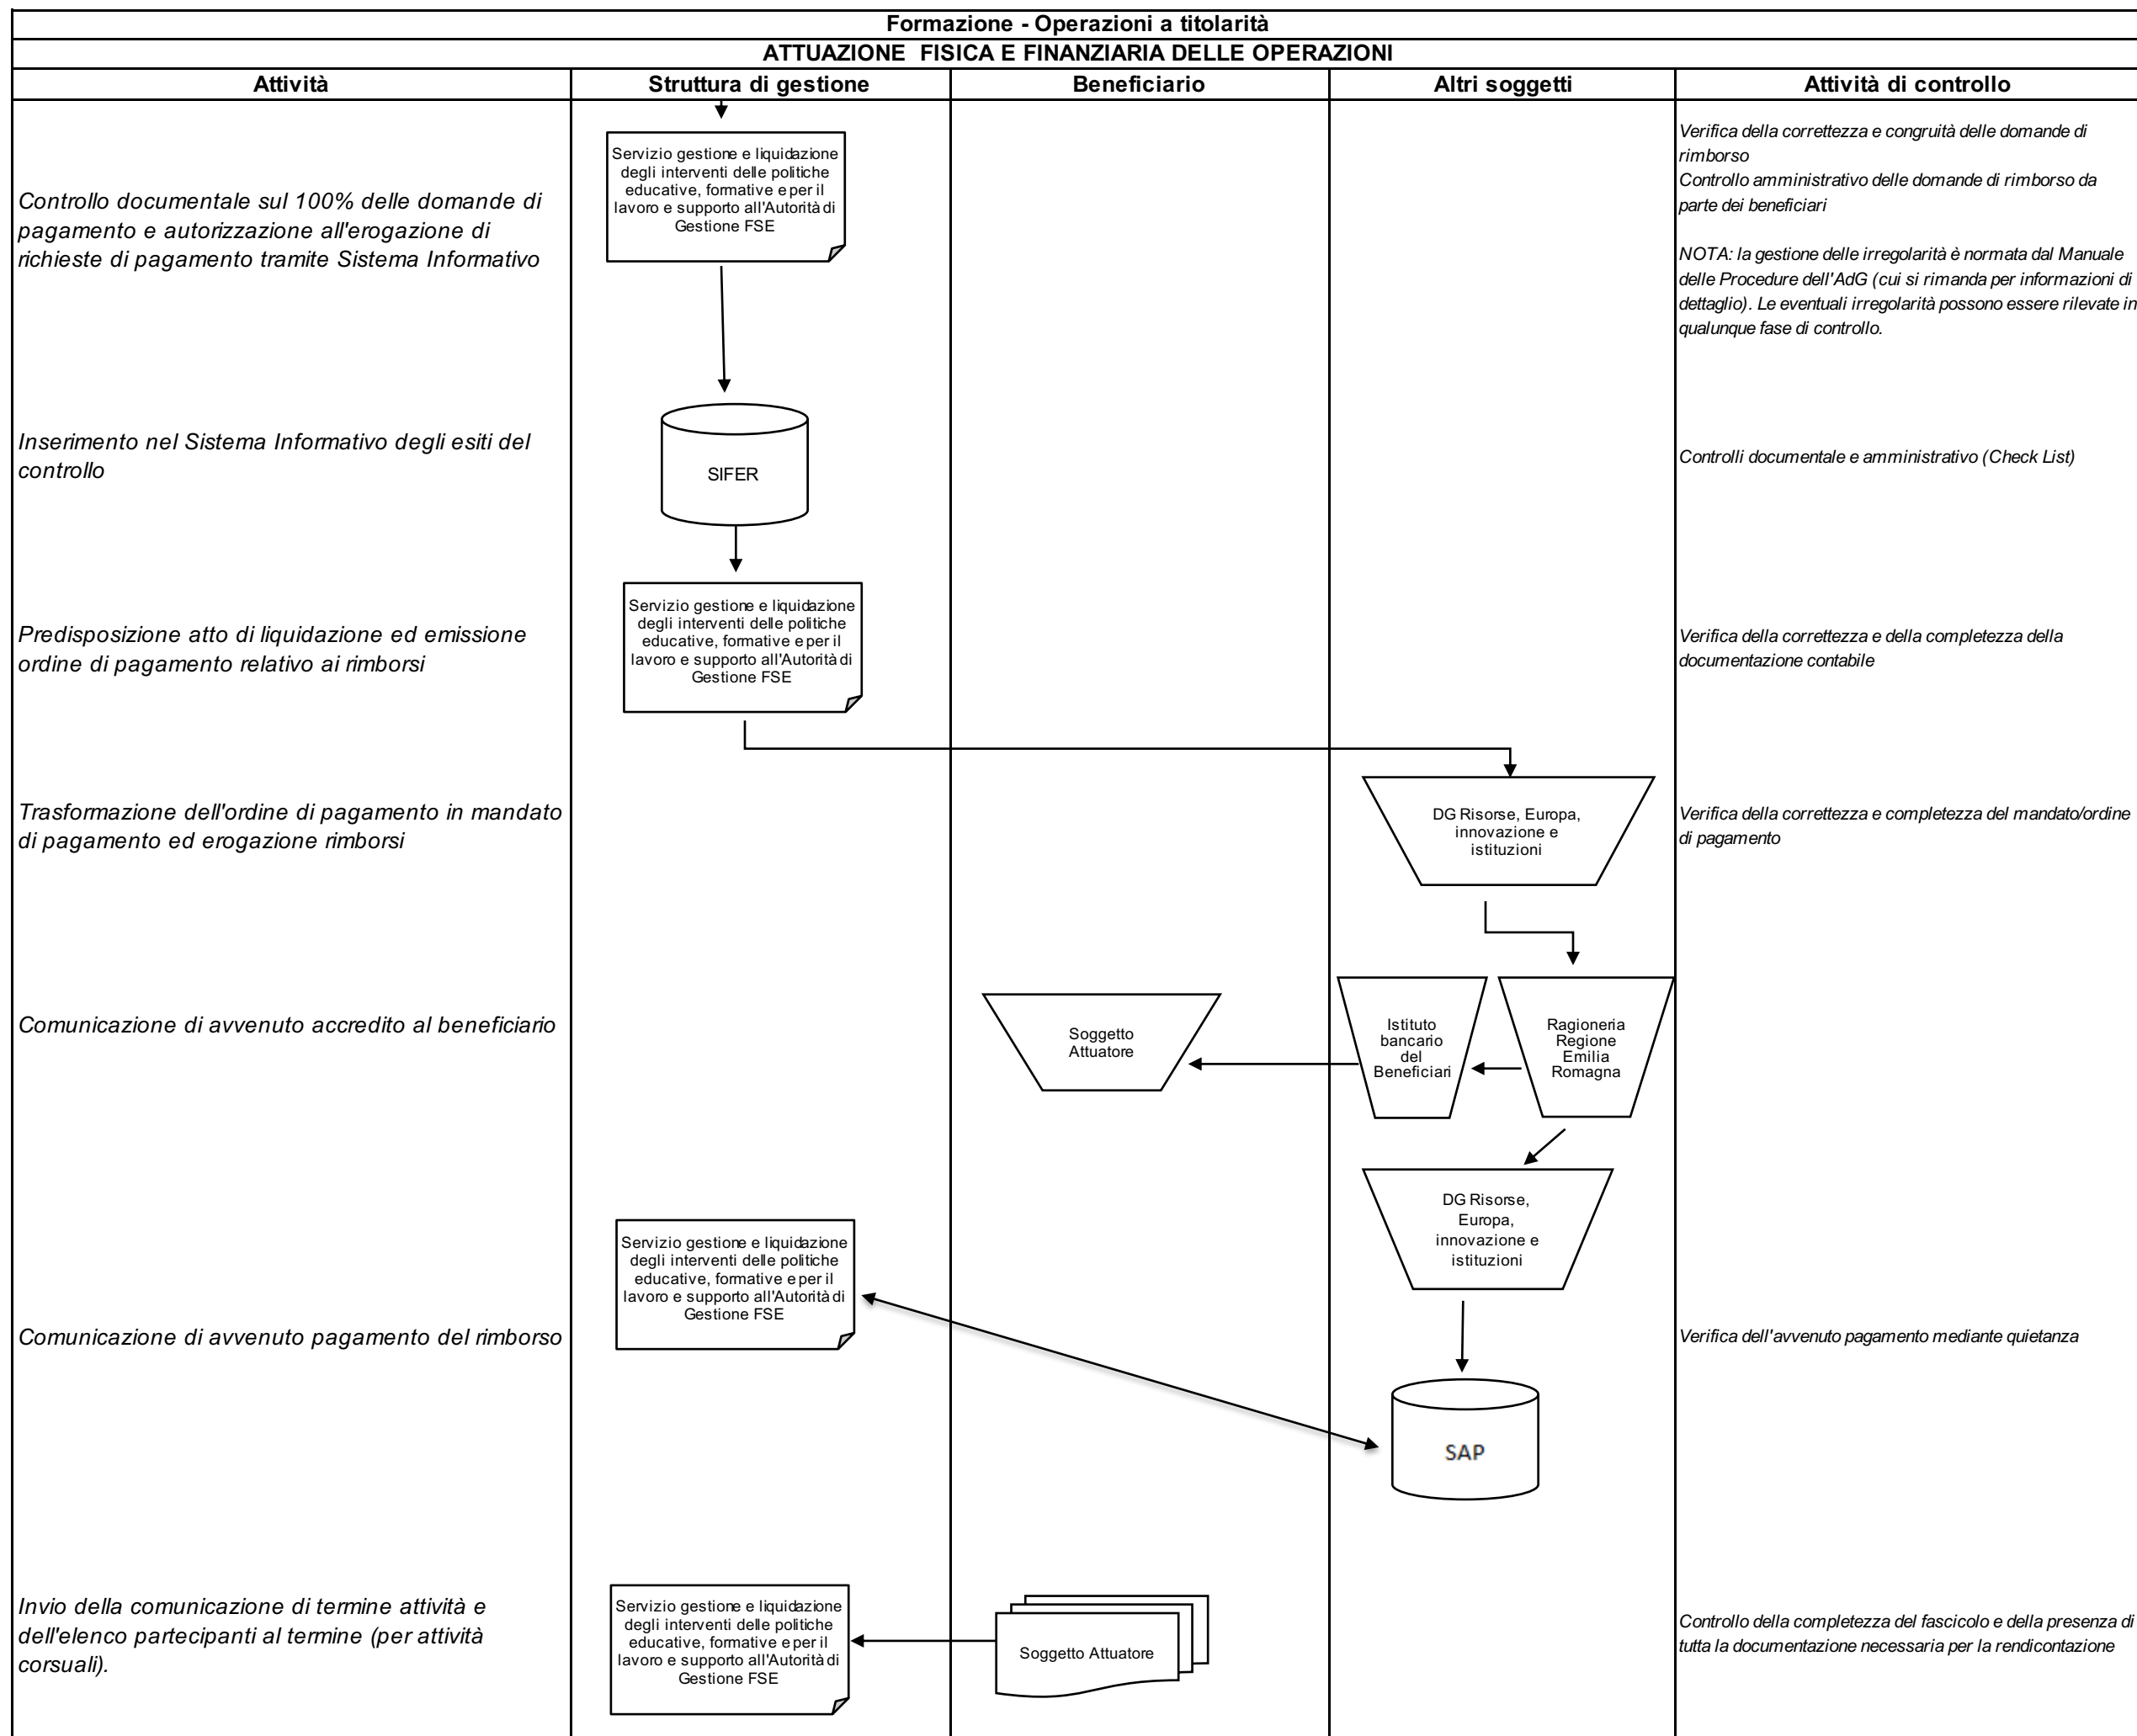 Formazione - Operazioni a titolarità
ATTUAZIONE FISICA E FINANZIARIA DELLE OPERAZIONI
Attività
Struttura di gestione
Beneficiario
Altri soggetti
Attività di controllo
Controllo documentale sul 100% delle domande di
pagamento e autorizzazione all'erogazione di
richieste di pagamento tramite Sistema Informativo
Servizio gestione e liquidazione
degli interventi delle politiche
educative, formative e per il
lavoro e supporto all'Autorità di
Gestione FSE
Verifica della correttezza e congruità delle domande di
rimborso
Controllo amministrativo delle domande di rimborso da
parte dei beneficiari
NOTA: la gestione delle irregolarità è normata dal Manuale
delle Procedure dell'AdG (cui si rimanda per informazioni di
dettaglio). Le eventuali irregolarità possono essere rilevate in
qualunque fase di controllo.
Inserimento nel Sistema Informativo degli esiti del
controllo
SIFER
Controlli documentale e amministrativo (Check List)
Predisposizione atto di liquidazione ed emissione
ordine di pagamento relativo ai rimborsi
Servizio gestione e liquidazione
degli interventi delle politiche
educative, formative e per il
lavoro e supporto all'Autorità di
Gestione FSE
Verifica della correttezza e della completezza della
documentazione contabile
Trasformazione dell'ordine di pagamento in mandato
di pagamento ed erogazione rimborsi
DG Risorse, Europa,
innovazione e
istituzioni
Verifica della correttezza e completezza del mandato/ordine
di pagamento
Comunicazione di avvenuto accredito al beneficiario
Soggetto
Attuatore
Istituto
bancario
del
Beneficiari
Ragioneria
Regione
Emilia
Romagna
DG Risorse,
Europa,
innovazione e
istituzioni
Comunicazione di avvenuto pagamento del rimborso
Servizio gestione e liquidazione
degli interventi delle politiche
educative, formative e per il
lavoro e supporto all'Autorità di
Gestione FSE
Verifica dell'avvenuto pagamento mediante quietanza
SAP
Invio della comunicazione di termine attività e
dell'elenco partecipanti al termine (per attività
corsuali).
Servizio gestione e liquidazione
degli interventi delle politiche
educative, formative e per il
lavoro e supporto all'Autorità di
Gestione FSE
Soggetto Attuatore
Controllo della completezza del fascicolo e della presenza di
tutta la documentazione necessaria per la rendicontazione